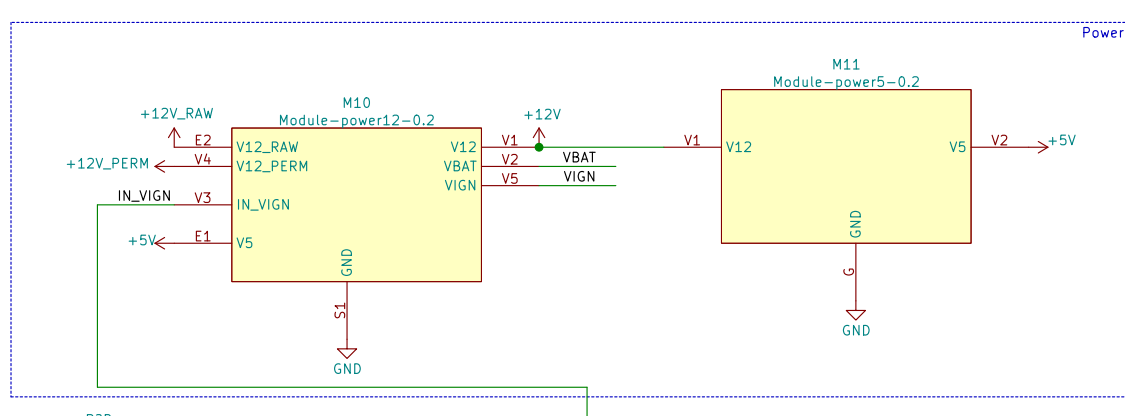 Power
M10
Module-power12-0.2
+12V_RAW
E2
V12_RAW
+12V_PERM
V4
V12_PERM
IN_VIGN
V3
IN_VIGN
+5V
E1
V5
GND
S1
GND
V12
V1
+12V
VBAT
V2
VBAT
VIGN
V5
VIGN
M11
Module-power5-0.2
V1
V12
V5
V2
+5V
GND
G
GND